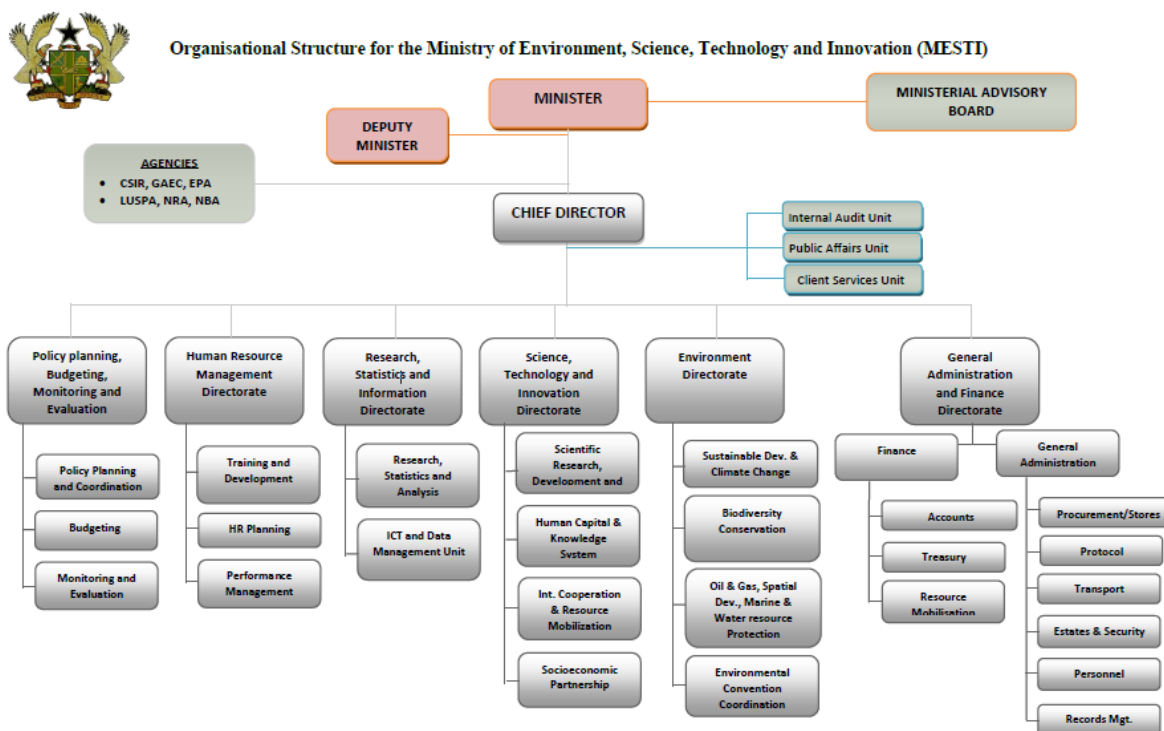 Organisational Structure for the Ministry of Environment, Science, Technology and Innovation (MESTI)
MINISTER
MINISTERIAL ADVISORY
BOARD
DEPUTY
MINISTER
AGENCIES
• CSIR, GAEC, EPA
• LUSPA, NRA, NBA
CHIEF DIRECTOR
Internal Audit Unit
Public Affairs Unit
Client Services Unit
Policy planning,
Budgeting,
Monitoring and
Evaluation
Human Resource
Management
Directorate
Research,
Statistics and
Information
Directorate
Science,
Technology and
Innovation
Directorate
Environment
Directorate
General
Administration
and Finance
Directorate
Policy Planning
and Coordination
Budgeting
Monitoring and
Evaluation
Training and
Development
HR Planning
Performance
Management
Research,
Statistics and
Analysis
ICT and Data
Management Unit
Scientific
Research,
Development and
Human Capital &
Knowledge
System
Int. Cooperation
& Resource
Mobilization
Socioeconomic
Partnership
Sustainable Dev. &
Climate Change
Biodiversity
Conservation
Oil & Gas, Spatial
Dev., Marine &
Water resource
Protection
Environmental
Convention
Coordination
Finance
Accounts
Treasury
Resource
Mobilisation
General
Administration
Procurement/Stores
Protocol
Transport
Estates & Security
Personnel
Records Mgt.